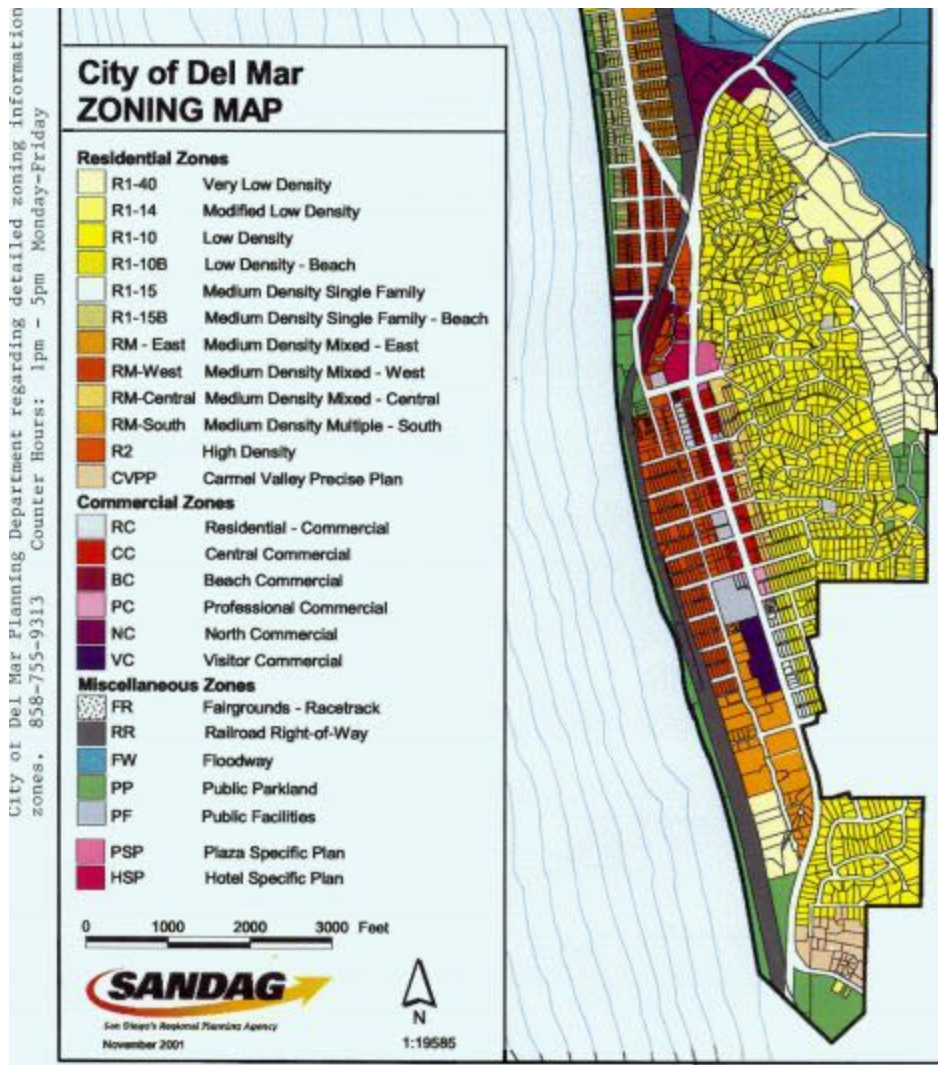 City of Del Mar Planning Department regarding detailed zoning information
zones. 858-755-9313 Counter Hours: 1pm - 5pm Monday-Friday
City of Del Mar
ZONING MAP
Residential Zones
R1-40 Very Low Density
R1-14 Modified Low Density
R1-10 Low Density
R1-10B Low Density - Beach
R1-15 Medium Density Single Family
R1-15B Medium Density Single Family - Beach
RM - East Medium Density Mixed - East
RM-West Medium Density Mixed - West
RM-Central Medium Density Mixed - Central
RM-South Medium Density Multiple - South
R2 High Density
CVPP Carmel Valley Precise Plan
Commercial Zones
RC Residential - Commercial
CC Central Commercial
BC Beach Commercial
PC Professional Commercial
NC North Commercial
VC Visitor Commercial
Miscellaneous Zones
FR Fairgrounds - Racetrack
RR Railroad Right-of-Way
FW Floodway
PP Public Parkland
PF Public Facilities
PSP Plaza Specific Plan
HSP Hotel Specific Plan
0 1000 2000 3000 Feet
SANDAG
San Diego's Regional Planning Agency
November 2001
N
1:19585